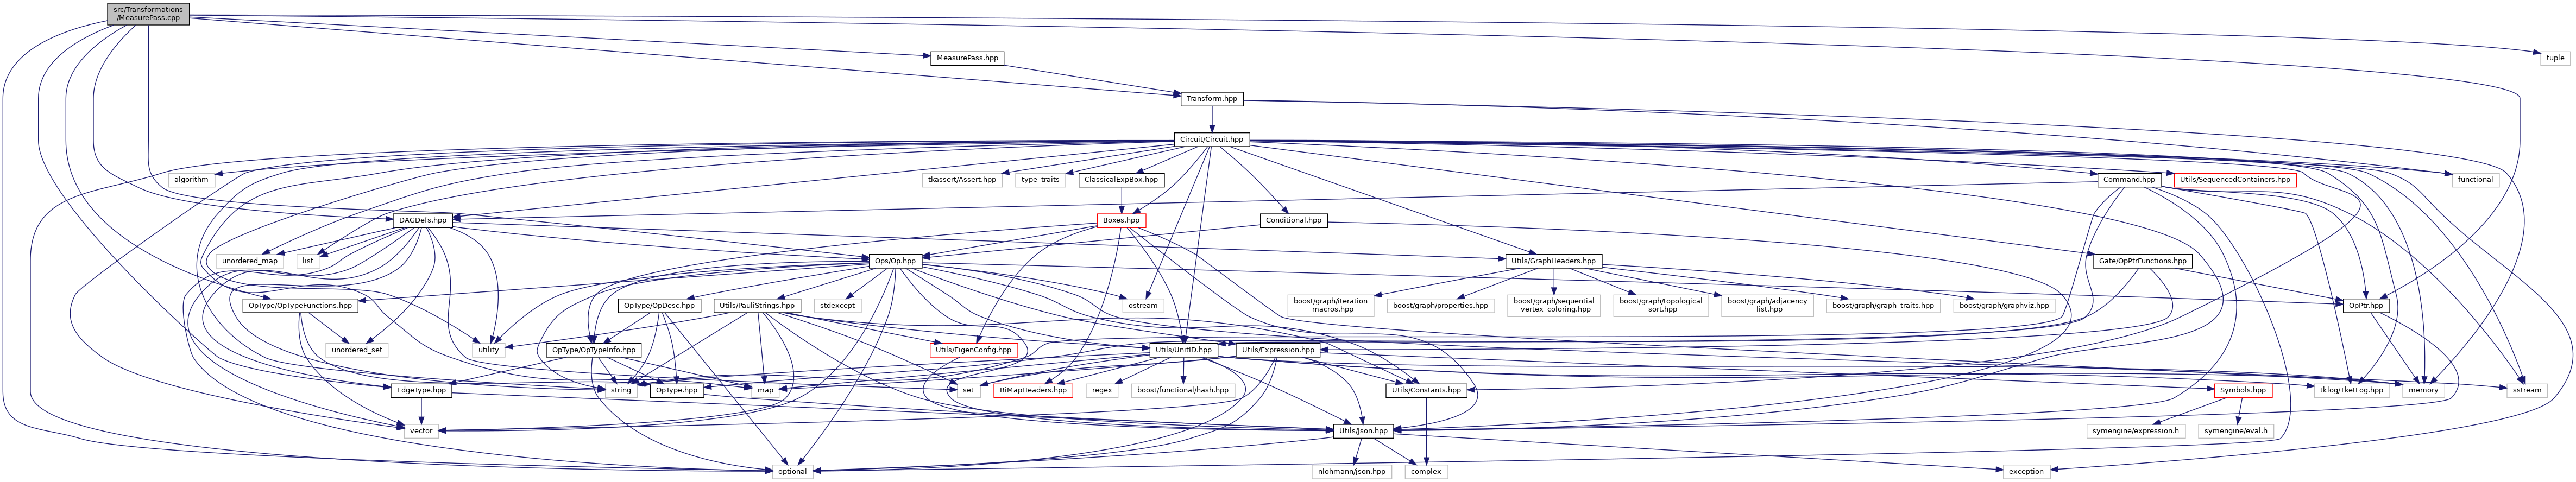 src/Transformations
/MeasurePass.cpp
MeasurePass.hpp
tuple
Transform.hpp
Circuit/Circuit.hpp
algorithm
tkassert/Assert.hpp
type_traits
ClassicalExpBox.hpp
Command.hpp
Utils/SequencedContainers.hpp
functional
DAGDefs.hpp
Boxes.hpp
Conditional.hpp
unordered_map
list
Ops/Op.hpp
Utils/GraphHeaders.hpp
Gate/OpPtrFunctions.hpp
OpType/OpTypeFunctions.hpp
OpType/OpDesc.hpp
Utils/PauliStrings.hpp
stdexcept
ostream
boost/graph/iteration
_macros.hpp
boost/graph/properties.hpp
boost/graph/sequential
_vertex_coloring.hpp
boost/graph/topological
_sort.hpp
boost/graph/adjacency
_list.hpp
boost/graph/graph_traits.hpp
boost/graph/graphviz.hpp
OpPtr.hpp
unordered_set
utility
OpType/OpTypeInfo.hpp
Utils/EigenConfig.hpp
Utils/UnitID.hpp
Utils/Expression.hpp
EdgeType.hpp
string
OpType.hpp
map
set
BiMapHeaders.hpp
regex
boost/functional/hash.hpp
Utils/Constants.hpp
Symbols.hpp
tklog/TketLog.hpp
memory
sstream
vector
Utils/Json.hpp
symengine/expression.h
symengine/eval.h
optional
nlohmann/json.hpp
complex
exception